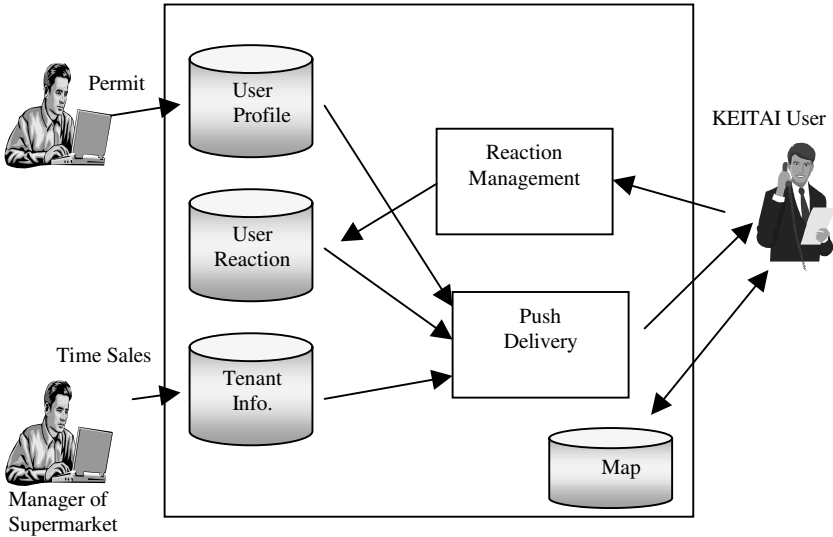 Permit
User
Profile
KEITAI User
Reaction
Management
User
Reaction
Push
Delivery
Time Sales
Tenant
Info.
Map
Manager of
Supermarket